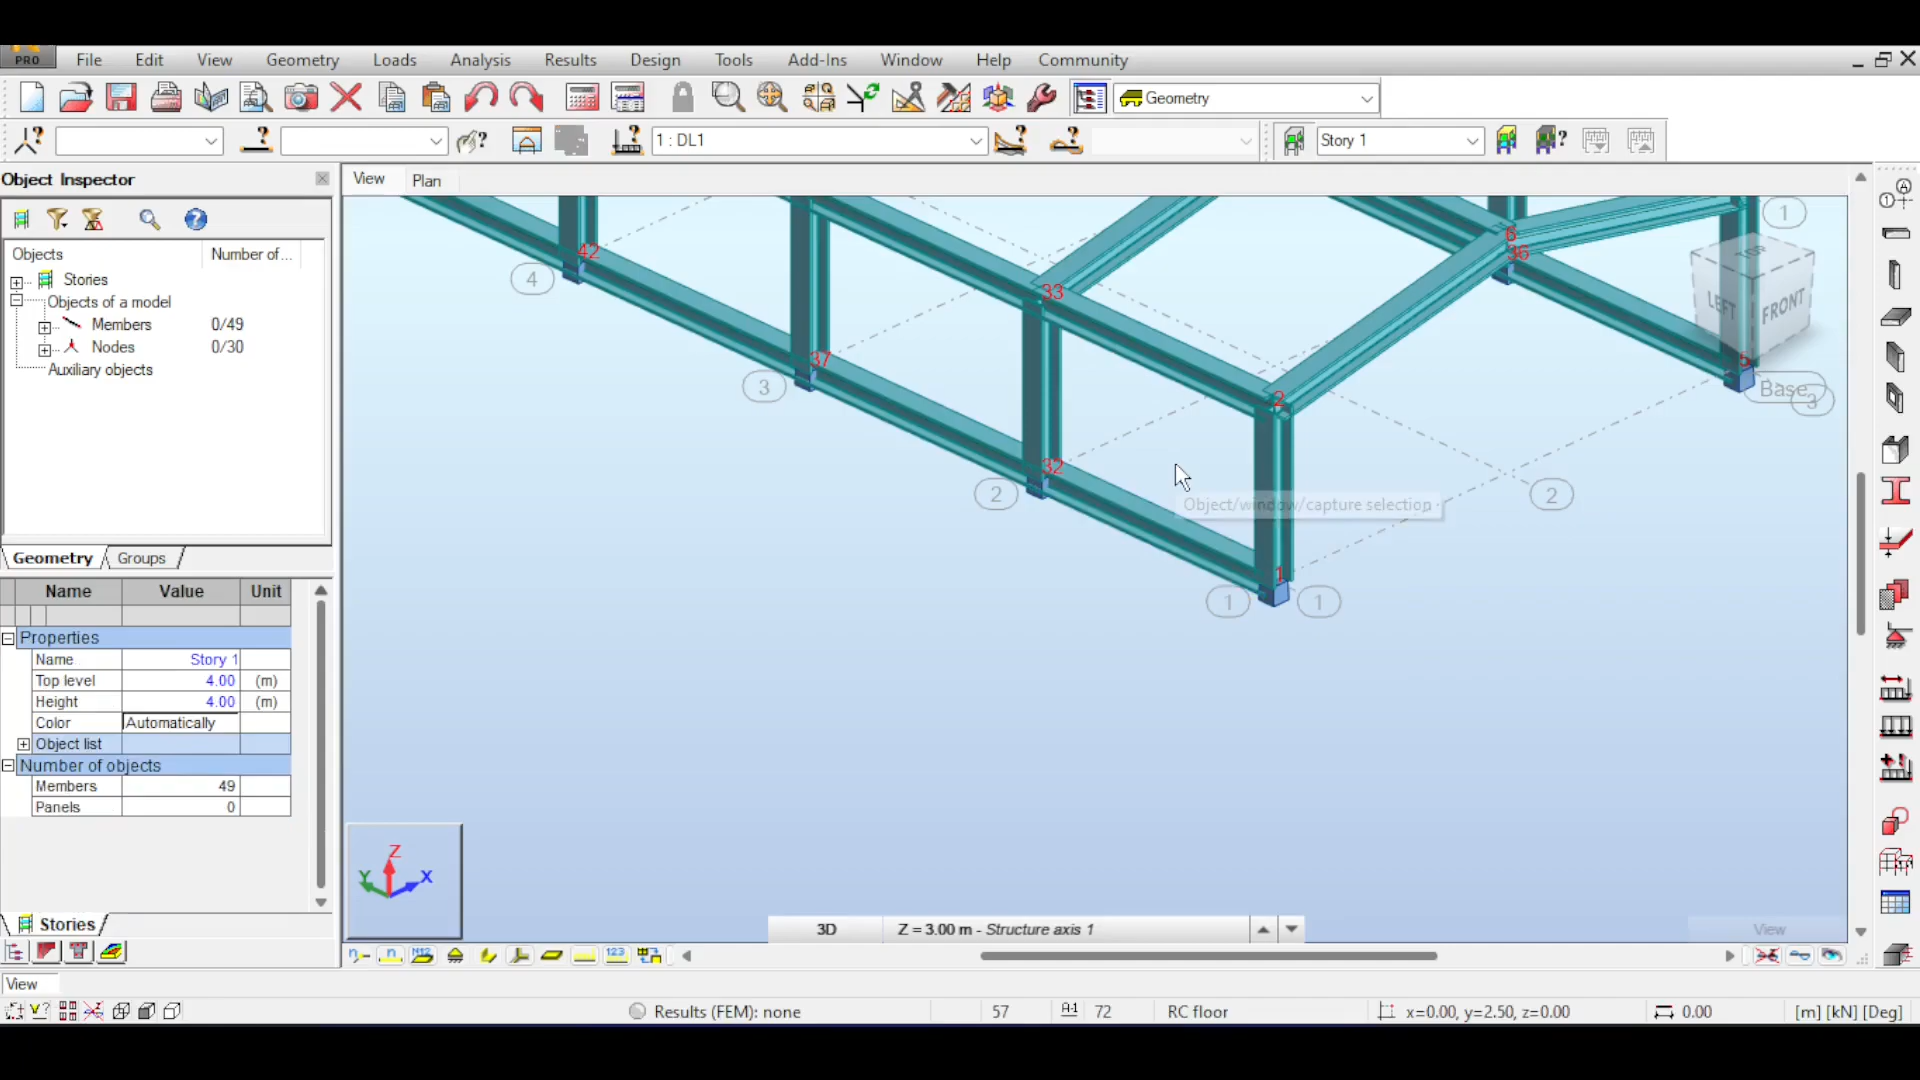 PRO File Edit View Geometry Loads Analysis Results Design Tools Add-Ins Window Help Community
Geometry
1 : DL1 Story 1
Object Inspector View Plan
Objects Number of...
Stories
Objects of a model
Members 0/49
Nodes 0/30
Auxiliary objects
Geometry Groups
Name Value Unit
Properties
Name Story 1
Top level 4.00 (m)
Height 4.00 (m)
Color Automatically
Object list
Number of objects
Members 49
Panels 0
Stories
1
TOP
LEFT FRONT
6
36
42
4
33
37
3
5
Base
3
2
32
2
2
Object/window/capture selection
1
1
1
Z
Y X
3D Z = 3.00 m - Structure axis 1 View
View
Results (FEM): none 57 72 RC floor x=0.00, y=2.50, z=0.00 0.00 [m] [kN] [Deg]